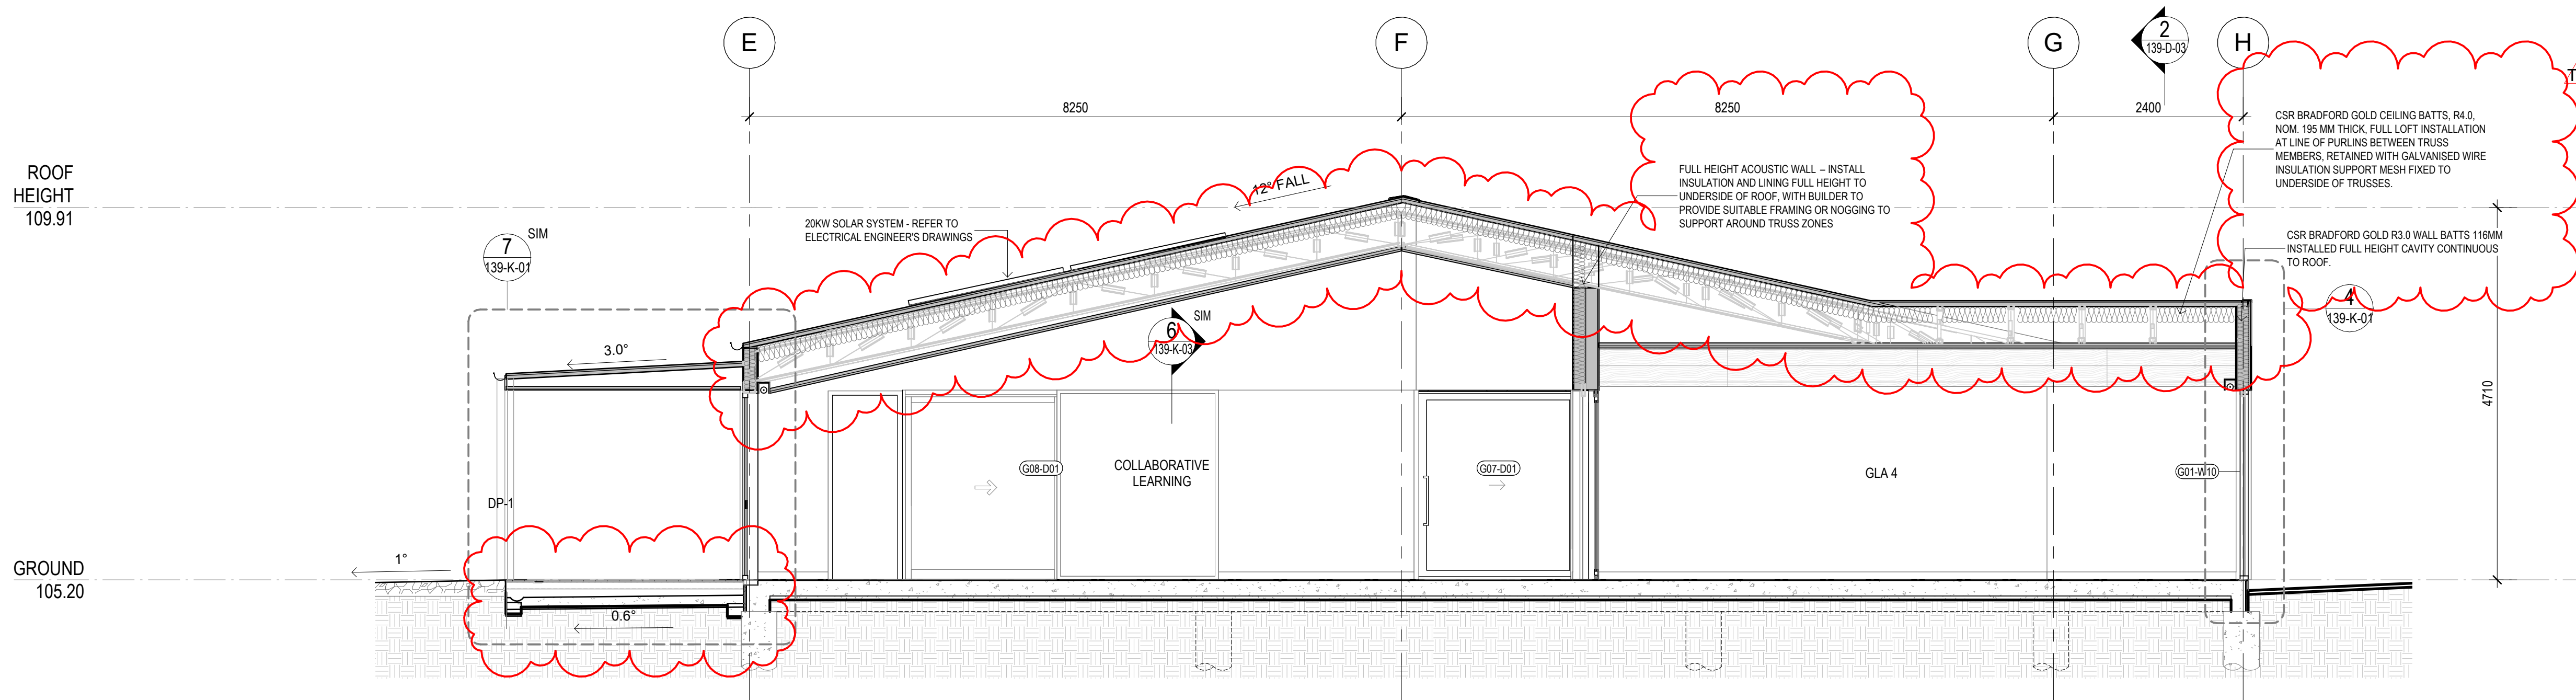 E
F
G
2
139-D-03
H
T
8250
8250
2400
CSR BRADFORD GOLD CEILING BATTS, R4.0,
NOM. 195 MM THICK, FULL LOFT INSTALLATION
AT LINE OF PURLINS BETWEEN TRUSS
MEMBERS, RETAINED WITH GALVANISED WIRE
INSULATION SUPPORT MESH FIXED TO
UNDERSIDE OF TRUSSES.
ROOF
HEIGHT
109.91
12° FALL
FULL HEIGHT ACOUSTIC WALL – INSTALL
INSULATION AND LINING FULL HEIGHT TO
UNDERSIDE OF ROOF, WITH BUILDER TO
PROVIDE SUITABLE FRAMING OR NOGGING TO
SUPPORT AROUND TRUSS ZONES
20KW SOLAR SYSTEM - REFER TO
ELECTRICAL ENGINEER'S DRAWINGS
CSR BRADFORD GOLD R3.0 WALL BATTS 116MM
INSTALLED FULL HEIGHT CAVITY CONTINUOUS
TO ROOF.
7
SIM
139-K-01
4
139-K-01
6
SIM
139-K-03
3.0°
4710
G08-D01
COLLABORATIVE
LEARNING
G07-D01
GLA 4
G01-W10
DP-1
1°
GROUND
105.20
0.6°